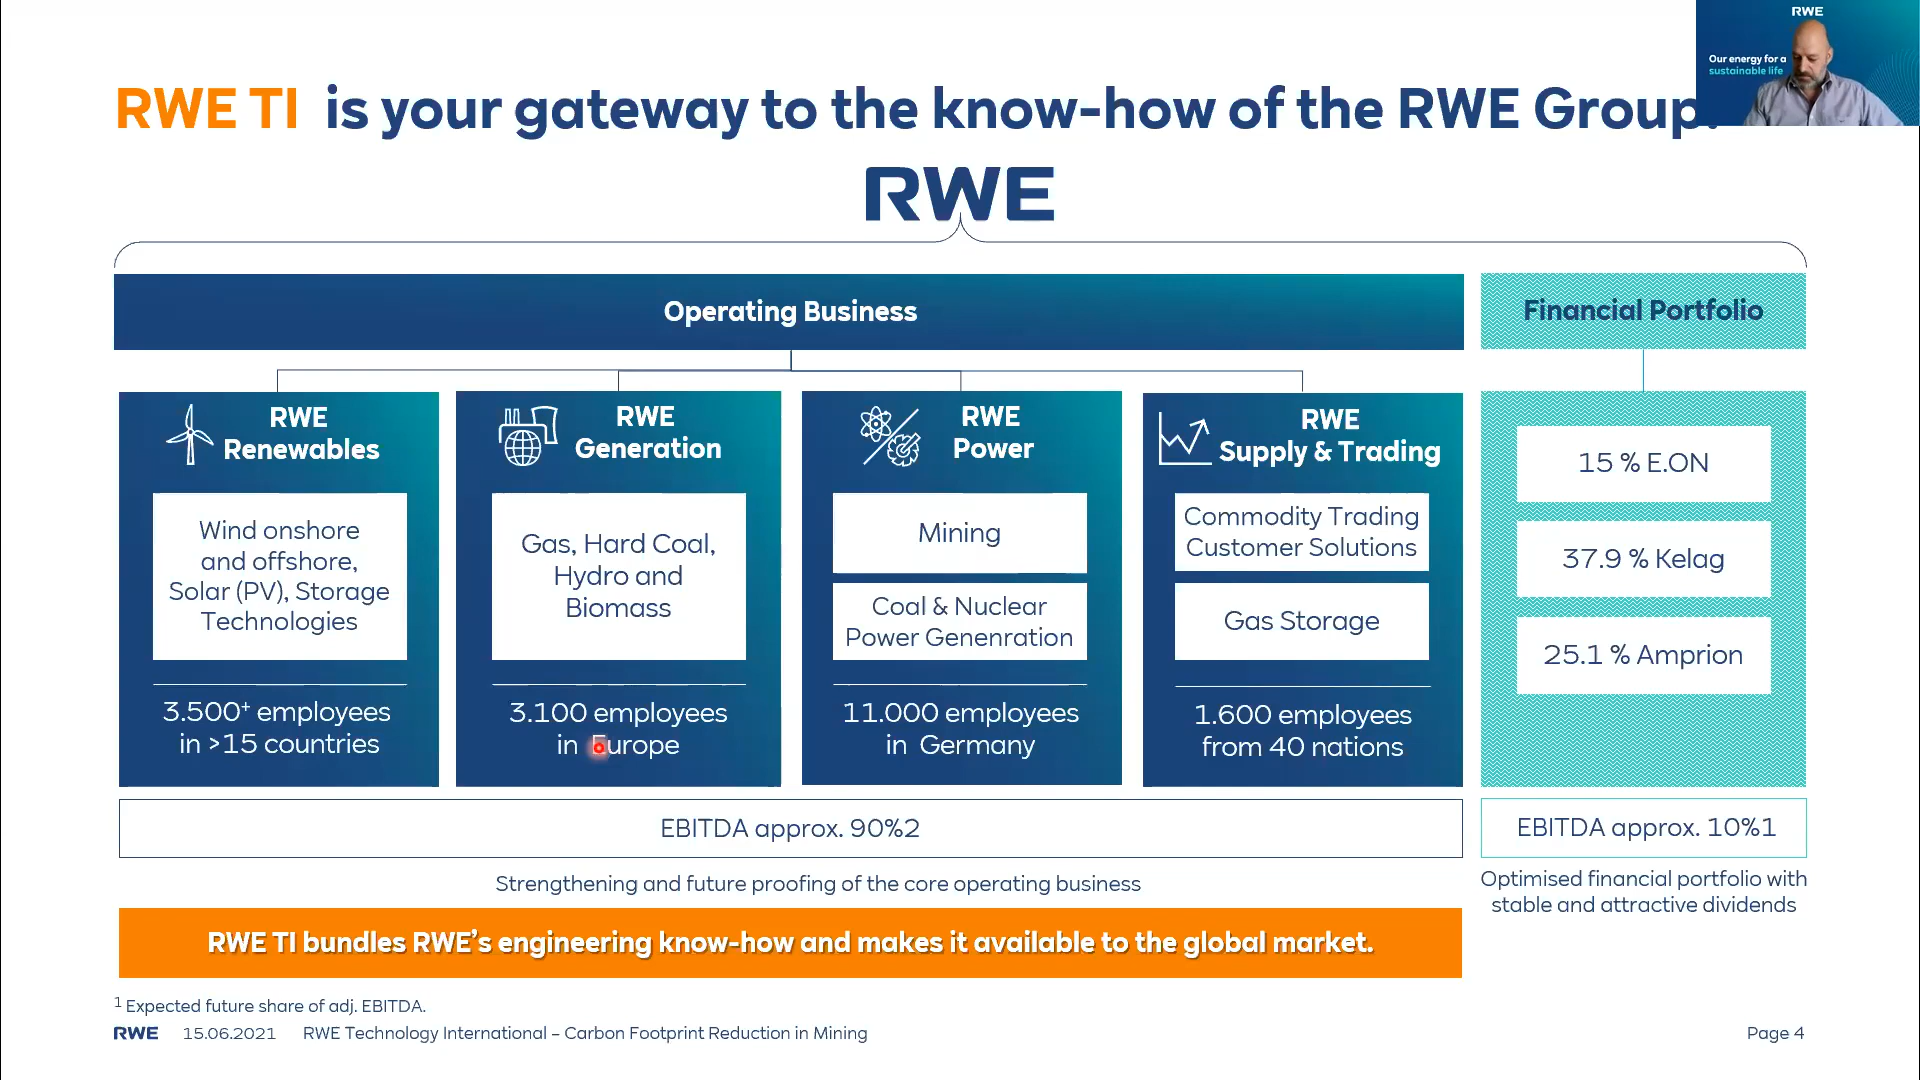 RWE
Our energy for a
sustainable life
RWE TI is your gateway to the know-how of the RWE Group.
RWE
Operating Business
Financial Portfolio
RWE
Renewables
Wind onshore
and offshore,
Solar (PV), Storage
Technologies
3.500+ employees
in >15 countries
RWE
Generation
Gas, Hard Coal,
Hydro and
Biomass
3.100 employees
in Europe
RWE
Power
Mining
Coal & Nuclear
Power Genenration
11.000 employees
in Germany
RWE
Supply & Trading
Commodity Trading
Customer Solutions
Gas Storage
1.600 employees
from 40 nations
15 % E.ON
37.9 % Kelag
25.1 % Amprion
EBITDA approx. 90%2
EBITDA approx. 10%1
Strengthening and future proofing of the core operating business
Optimised financial portfolio with
stable and attractive dividends
RWE TI bundles RWE's engineering know-how and makes it available to the global market.
1 Expected future share of adj. EBITDA.
RWE 15.06.2021 RWE Technology International – Carbon Footprint Reduction in Mining Page 4